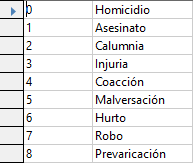 0 Homicidio
1 Asesinato
2 Calumnia
3 Injuria
4 Coacción
5 Malversación
6 Hurto
7 Robo
8 Prevaricación